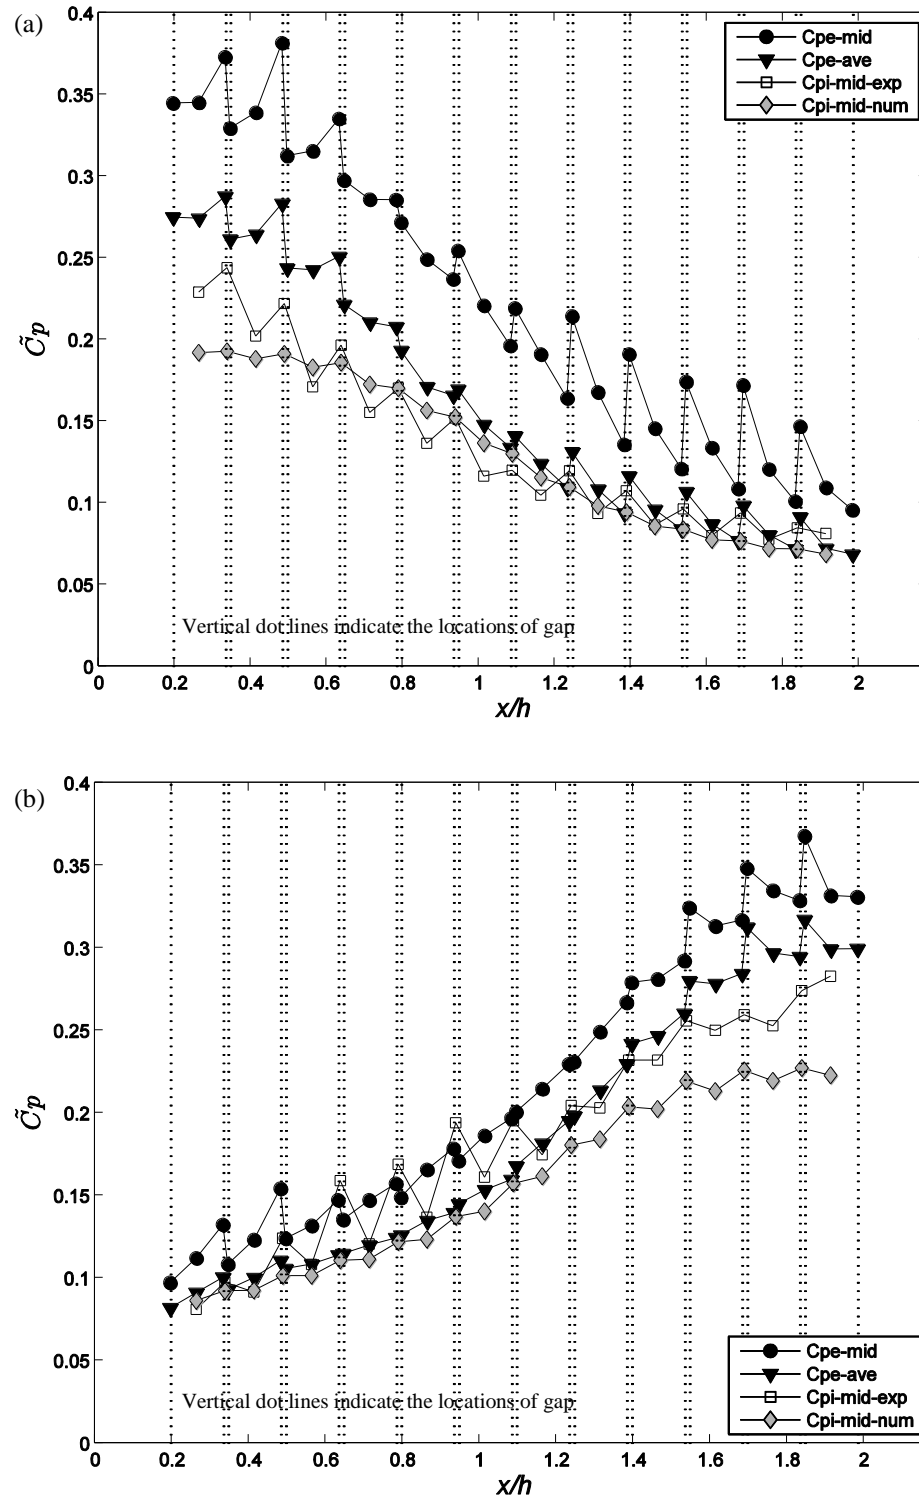 (a)
0.4
0.35
0.3
0.25
0.2
0.15
0.1
0.05
0
C̃p
Cpe-mid
Cpe-ave
Cpi-mid-exp
Cpi-mid-num
Vertical dot lines indicate the locations of gap
0 0.2 0.4 0.6 0.8 1 1.2 1.4 1.6 1.8 2
x/h
(b)
0.4
0.35
0.3
0.25
0.2
0.15
0.1
0.05
0
C̃p
Cpe-mid
Cpe-ave
Cpi-mid-exp
Cpi-mid-num
Vertical dot lines indicate the locations of gap
0 0.2 0.4 0.6 0.8 1 1.2 1.4 1.6 1.8 2
x/h